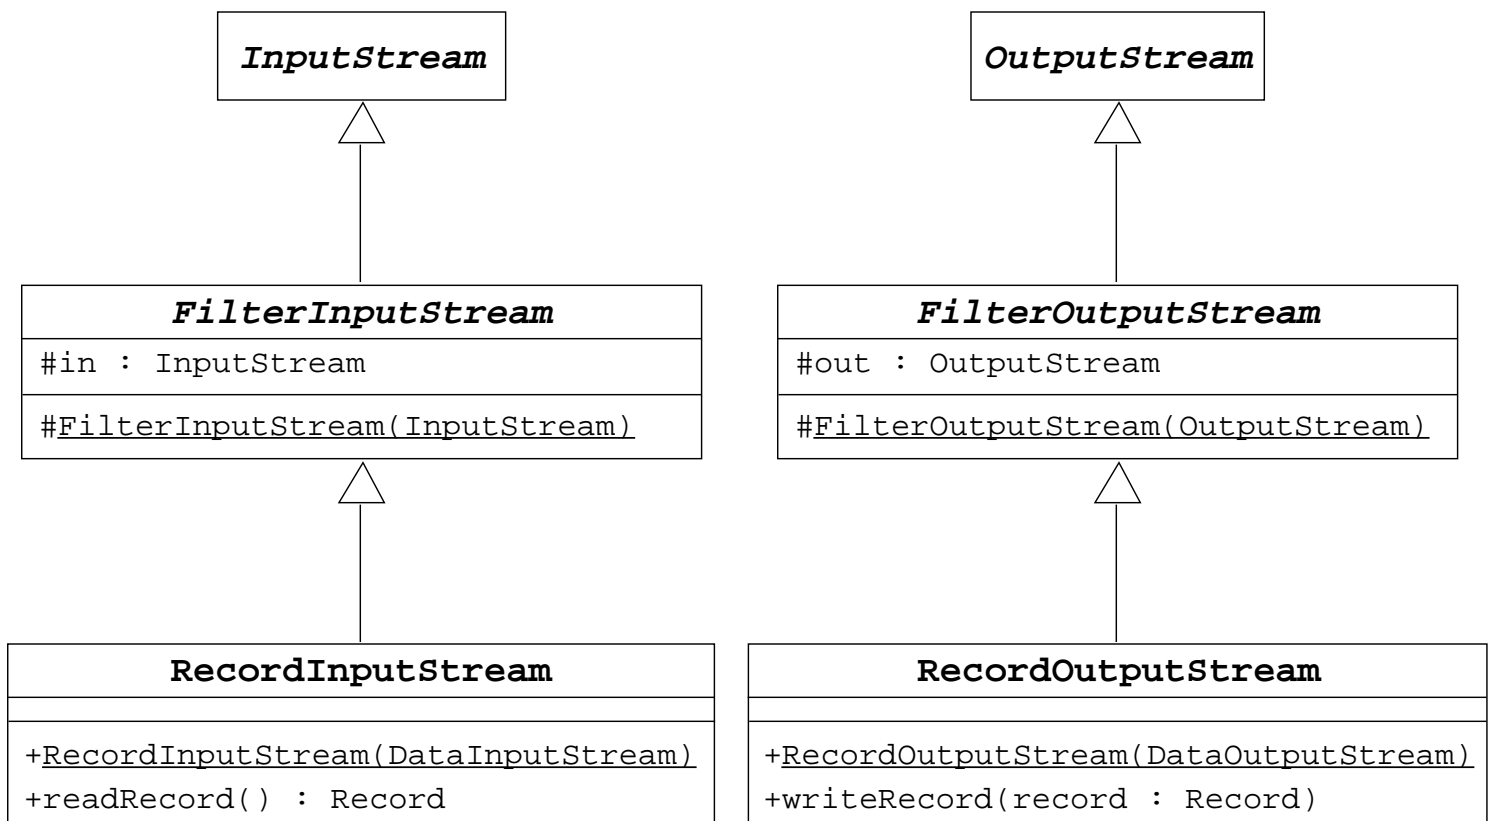 InputStream
OutputStream
FilterInputStream
#in : InputStream
#FilterInputStream(InputStream)
FilterOutputStream
#out : OutputStream
#FilterOutputStream(OutputStream)
RecordInputStream
+RecordInputStream(DataInputStream)
+readRecord() : Record
RecordOutputStream
+RecordOutputStream(DataOutputStream)
+writeRecord(record : Record)